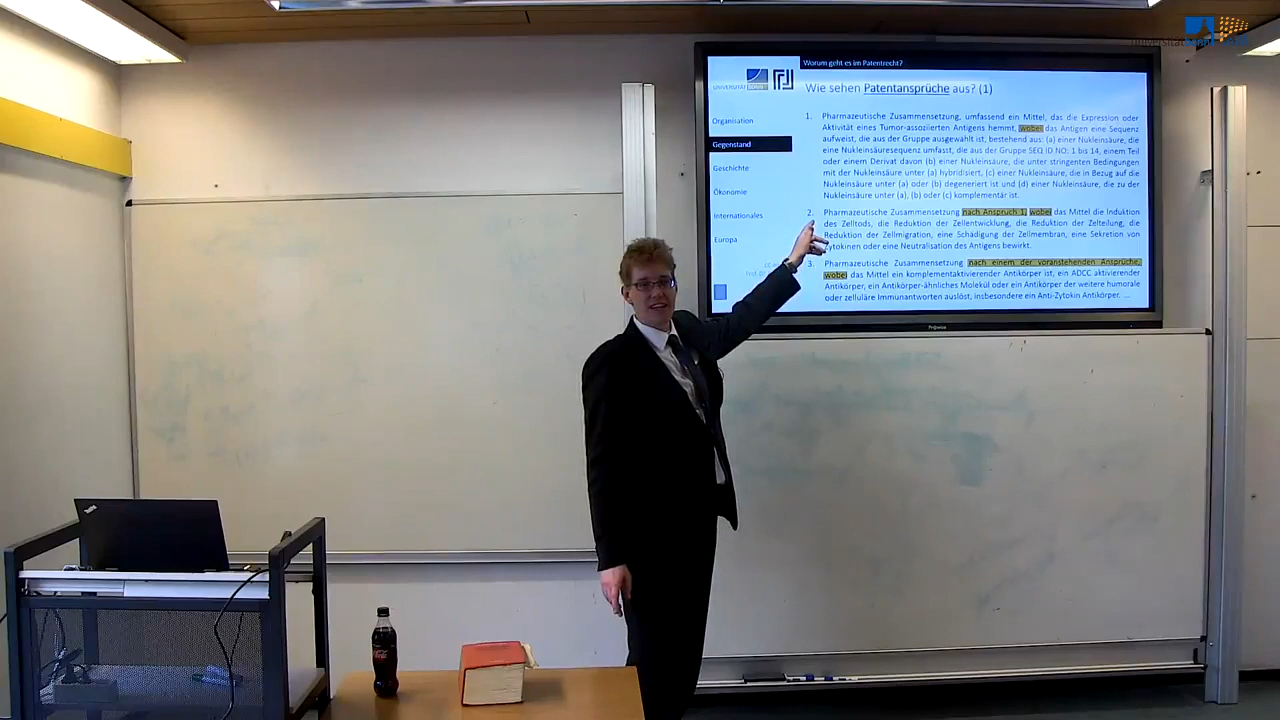 universität
Worum geht es im Patentrecht?
UNIVERSITÄT BONN
Wie sehen Patentansprüche aus? (1)
Organisation
Gegenstand
Geschichte
Ökonomie
Internationales
Europa
1. Pharmazeutische Zusammensetzung, umfassend ein Mittel, das die Expression oder
Aktivität eines Tumor-assoziierten Antigens hemmt, wobei das Antigen eine Sequenz
aufweist, die aus der Gruppe ausgewählt ist, bestehend aus: (a) einer Nukleinsäure, die
eine Nukleinsäuresequenz umfasst, die aus der Gruppe SEQ ID NO: 1 bis 14, einem Teil
oder einem Derivat davon (b) einer Nukleinsäure, die unter stringenten Bedingungen
mit der Nukleinsäure unter (a) hybridisiert, (c) einer Nukleinsäure, die in Bezug auf die
Nukleinsäure unter (a) oder (b) degeneriert ist und (d) einer Nukleinsäure, die zu der
Nukleinsäure unter (a), (b) oder (c) komplementär ist.
2. Pharmazeutische Zusammensetzung nach Anspruch 1, wobei das Mittel die Induktion
des Zelltods, die Reduktion der Zellentwicklung, die Reduktion der Zellteilung, die
Reduktion der Zellmigration, eine Schädigung der Zellmembran, eine Sekretion von
Zytokinen oder eine Neutralisation des Antigens bewirkt.
3. Pharmazeutische Zusammensetzung nach einem der voranstehenden Ansprüche,
wobei das Mittel ein komplementaktivierender Antikörper ist, ein ADCC aktivierender
Antikörper, ein Antikörper-ähnliches Molekül oder ein Antikörper der weitere humorale
oder zelluläre Immunantworten auslöst, insbesondere ein Anti-Zytokin Antikörper. ...
Prowise